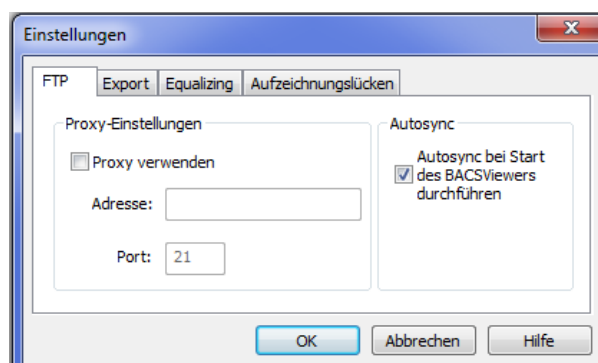 Einstellungen
FTP Export Equalizing Aufzeichnungslücken
Proxy-Einstellungen
Proxy verwenden
Adresse:
Port: 21
Autosync
Autosync bei Start
des BACSViewers
durchführen
OK Abbrechen Hilfe